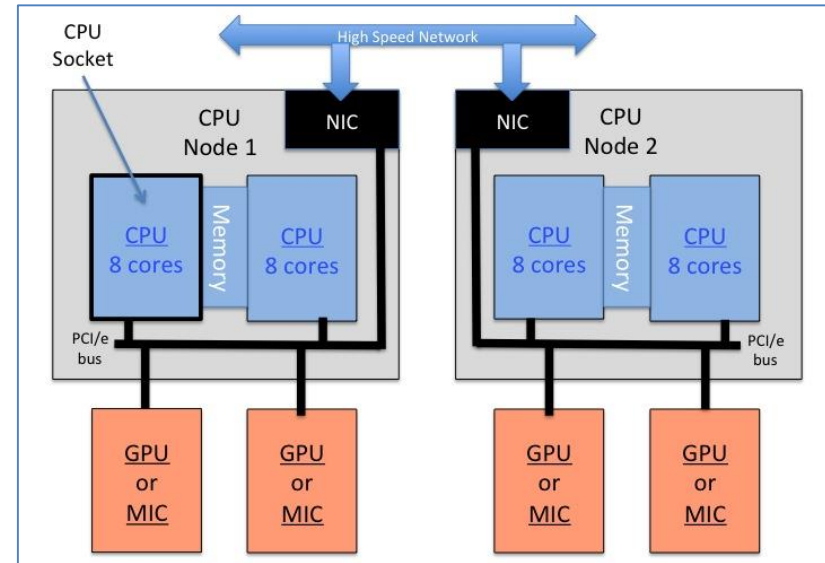 CPU
Socket
High Speed Network
CPU
Node 1
NIC
NIC
CPU
Node 2
CPU
8 cores
Memory
CPU
8 cores
CPU
8 cores
Memory
CPU
8 cores
PCI/e
bus
PCI/e
bus
GPU
or
MIC
GPU
or
MIC
GPU
or
MIC
GPU
or
MIC